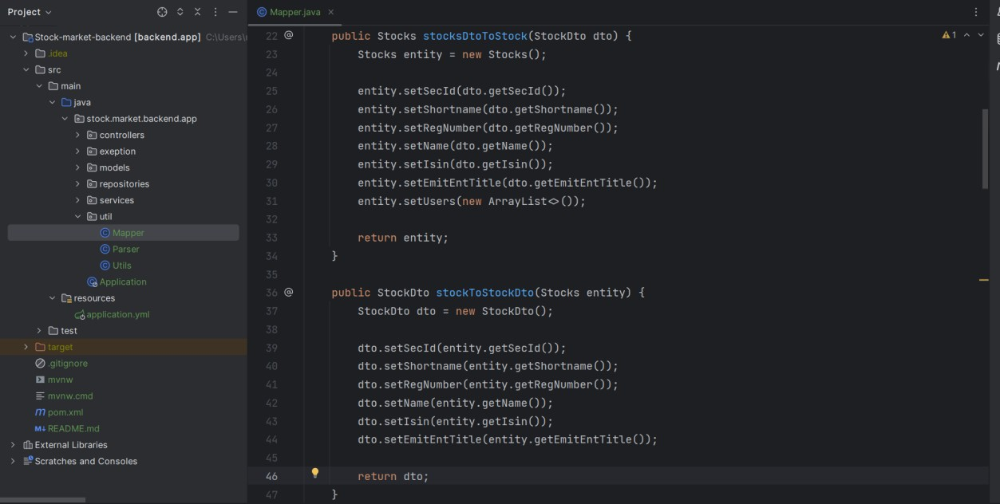 Project
Stock-market-backend [backend.app] C:\Users\
.idea
src
main
java
stock.market.backend.app
controllers
exeption
models
repositories
services
util
Mapper
Parser
Utils
Application
resources
application.yml
test
target
.gitignore
mvnw
mvnw.cmd
pom.xml
README.md
External Libraries
Scratches and Consoles
Mapper.java
1
22 @ public Stocks stocksDtoToStock(StockDto dto) {
23 Stocks entity = new Stocks();
24
25 entity.setSecId(dto.getSecId());
26 entity.setShortname(dto.getShortname());
27 entity.setRegNumber(dto.getRegNumber());
28 entity.setName(dto.getName());
29 entity.setIsin(dto.getIsin());
30 entity.setEmitEntTitle(dto.getEmitEntTitle());
31 entity.setUsers(new ArrayList<>());
32
33 return entity;
34 }
35
36 @ public StockDto stockToStockDto(Stocks entity) {
37 StockDto dto = new StockDto();
38
39 dto.setSecId(entity.getSecId());
40 dto.setShortname(entity.getShortname());
41 dto.setRegNumber(entity.getRegNumber());
42 dto.setName(entity.getName());
43 dto.setIsin(entity.getIsin());
44 dto.setEmitEntTitle(entity.getEmitEntTitle());
45
46 return dto;
47 }